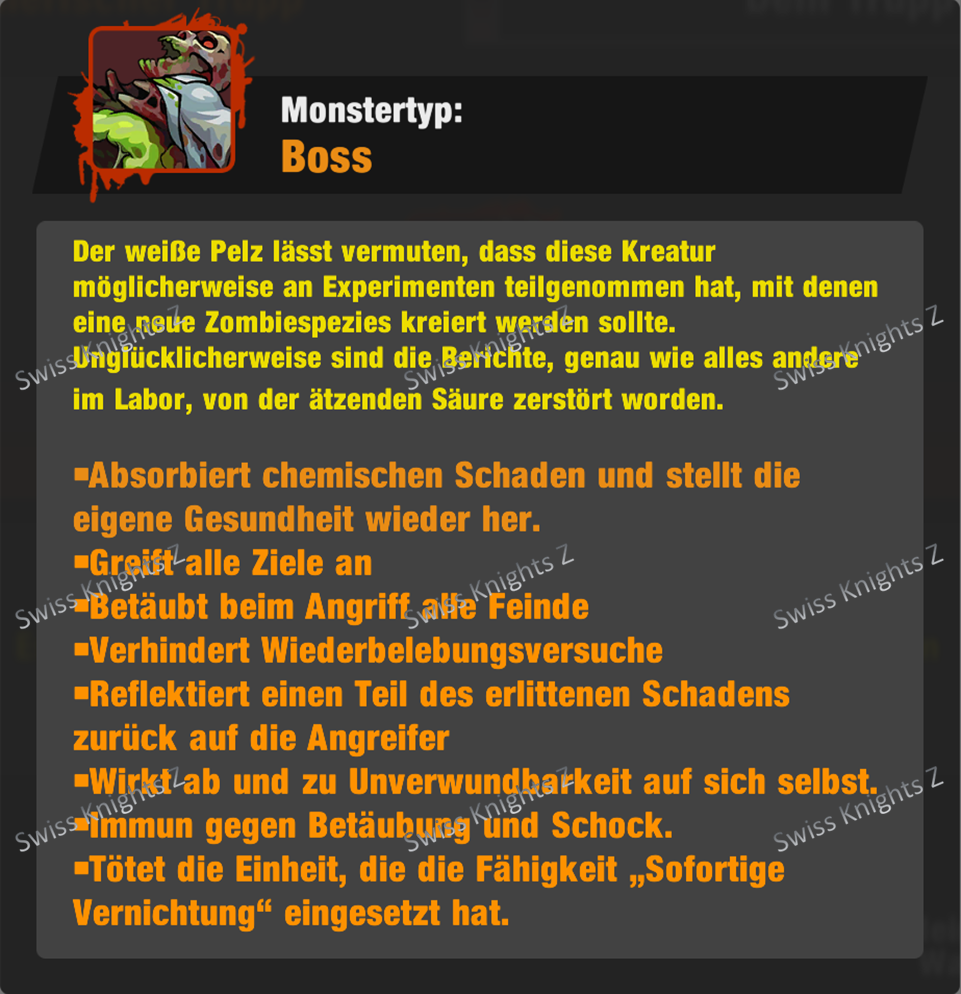 Monstertyp:
Boss
Der weiße Pelz lässt vermuten, dass diese Kreatur
möglicherweise an Experimenten teilgenommen hat, mit denen
eine neue Zombiespezies kreiert werden sollte.
Unglücklicherweise sind die Berichte, genau wie alles andere
im Labor, von der ätzenden Säure zerstört worden.
▪Absorbiert chemischen Schaden und stellt die
eigene Gesundheit wieder her.
▪Greift alle Ziele an
▪Betäubt beim Angriff alle Feinde
▪Verhindert Wiederbelebungsversuche
▪Reflektiert einen Teil des erlittenen Schadens
zurück auf die Angreifer
▪Wirkt ab und zu Unverwundbarkeit auf sich selbst.
▪Immun gegen Betäubung und Schock.
▪Tötet die Einheit, die die Fähigkeit „Sofortige
Vernichtung“ eingesetzt hat.
Swiss Knights Z
Swiss Knights Z
Swiss Knights Z
Swiss Knights Z
Swiss Knights Z
Swiss Knights Z
Swiss Knights Z
Swiss Knights Z
Swiss Knights Z